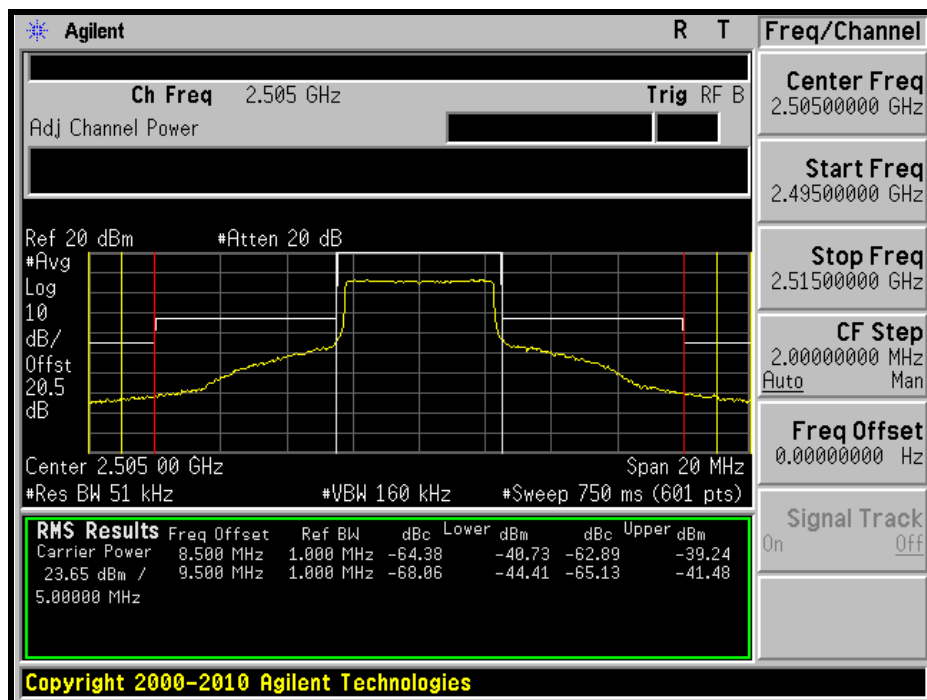 Agilent R T
Ch Freq 2.505 GHz Trig RF B
Adj Channel Power
Ref 20 dBm #Atten 20 dB
#Avg
Log
10
dB/
Offst
20.5
dB
Center 2.505 00 GHz Span 20 MHz
#Res BW 51 kHz #VBW 160 kHz #Sweep 750 ms (601 pts)
RMS Results Freq Offset Ref BW dBc Lower dBm dBc Upper dBm
Carrier Power 8.500 MHz 1.000 MHz -64.38 -40.73 -62.89 -39.24
23.65 dBm / 9.500 MHz 1.000 MHz -68.06 -44.41 -65.13 -41.48
5.00000 MHz
Copyright 2000-2010 Agilent Technologies
Freq/Channel
Center Freq
2.50500000 GHz
Start Freq
2.49500000 GHz
Stop Freq
2.51500000 GHz
CF Step
2.00000000 MHz
Auto Man
Freq Offset
0.00000000 Hz
Signal Track
On Off